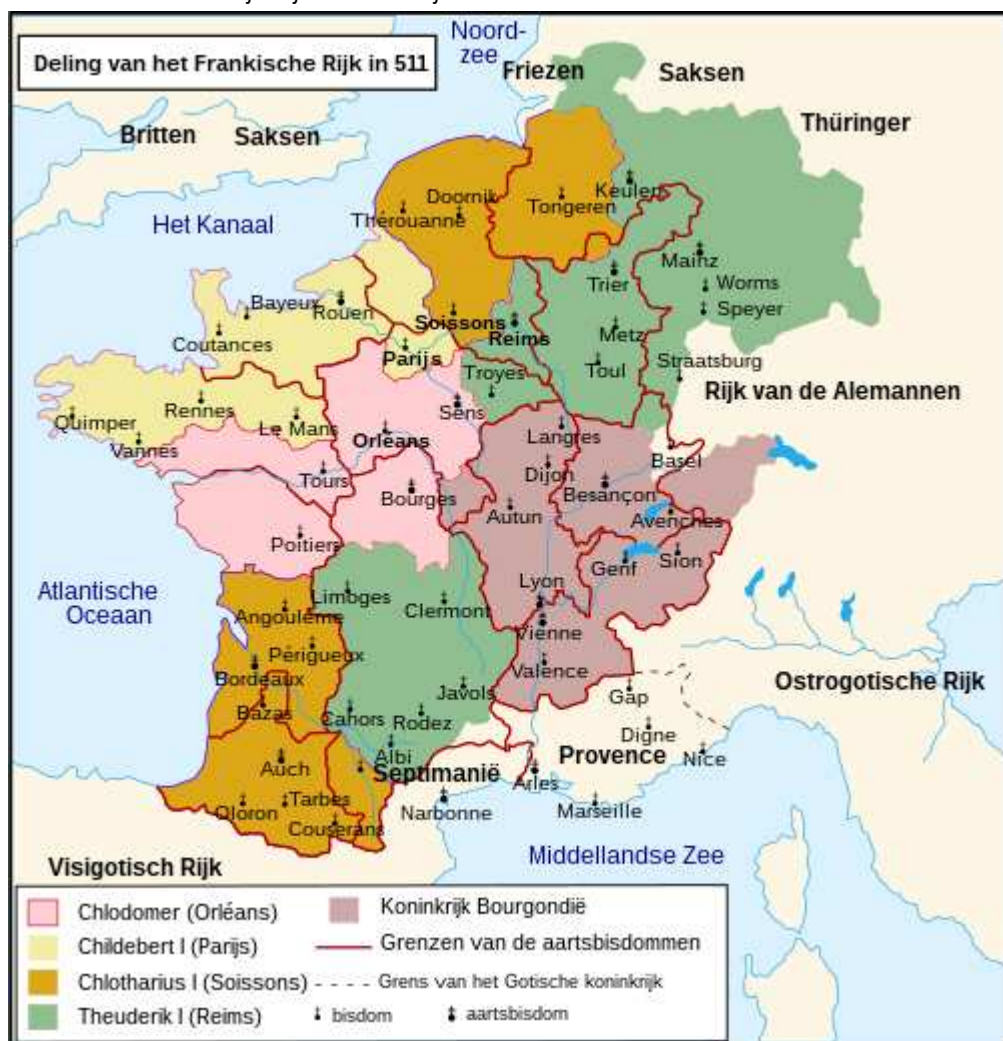 Noord-
zee
Deling van het Frankische Rijk in 511
Friezen
Saksen
Thüringer
Britten
Saksen
Het Kanaal
Doornik
Thérouanne
Keulen
Tongeren
Mainz
Trier
Worms
Speyer
Bayeux
Rouen
Soissons
Reims
Coutances
Parijs
Metz
Troyes
Toul
Straatsburg
Rijk van de Alemannen
Quimper
Rennes
Le Mans
Sens
Vannes
Orléans
Langres
Basel
Tours
Dijon
Bourges
Besançon
Autun
Avenches
Poitiers
Genf
Sion
Atlantische
Oceaan
Limoges
Clermont
Lyon
Angoulême
Vienne
Périgueux
Valence
Bordeaux
Javols
Gap
Ostrogotische Rijk
Bazas
Cahors
Rodez
Digne
Albi
Provence
Nice
Auch
Septimanië
Arles
Tarbes
Oloron
Narbonne
Marseille
Couserans
Middellandse Zee
Visigotisch Rijk
Chlodomer (Orléans)
Koninkrijk Bourgondië
Childebert I (Parijs)
Grenzen van de aartsbisdommen
Chlotharius I (Soissons)
Grens van het Gotische koninkrijk
Theuderik I (Reims)
bisdom
aartsbisdom